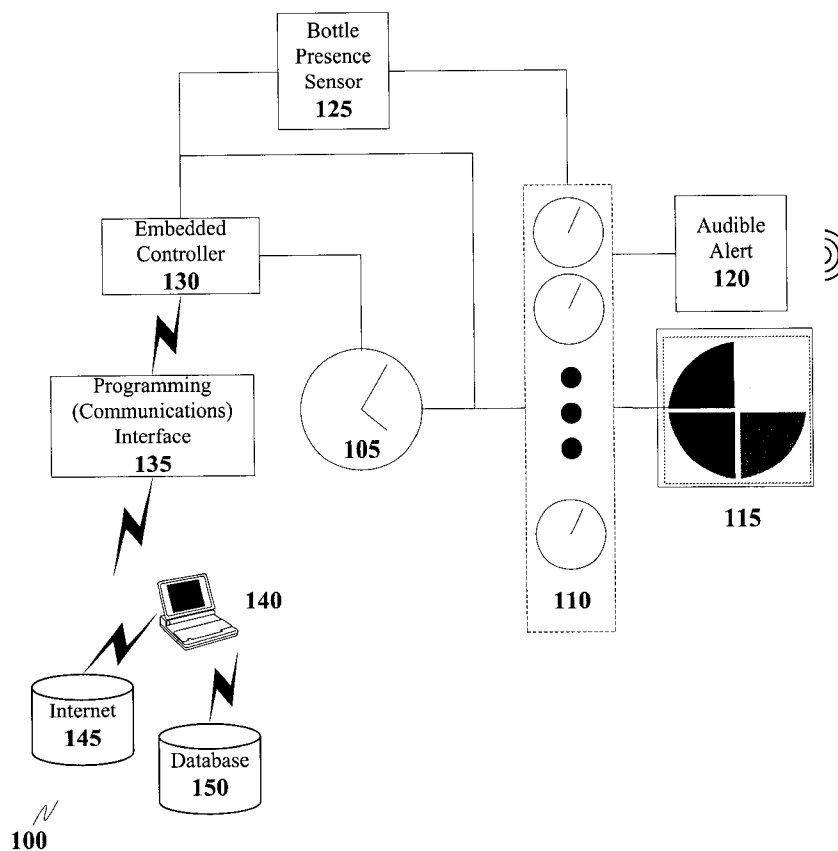 Bottle
Presence
Sensor
125
Embedded
Controller
130
Audible
Alert
120
Programming
(Communications)
Interface
135
105
115
110
140
Internet
145
Database
150
100